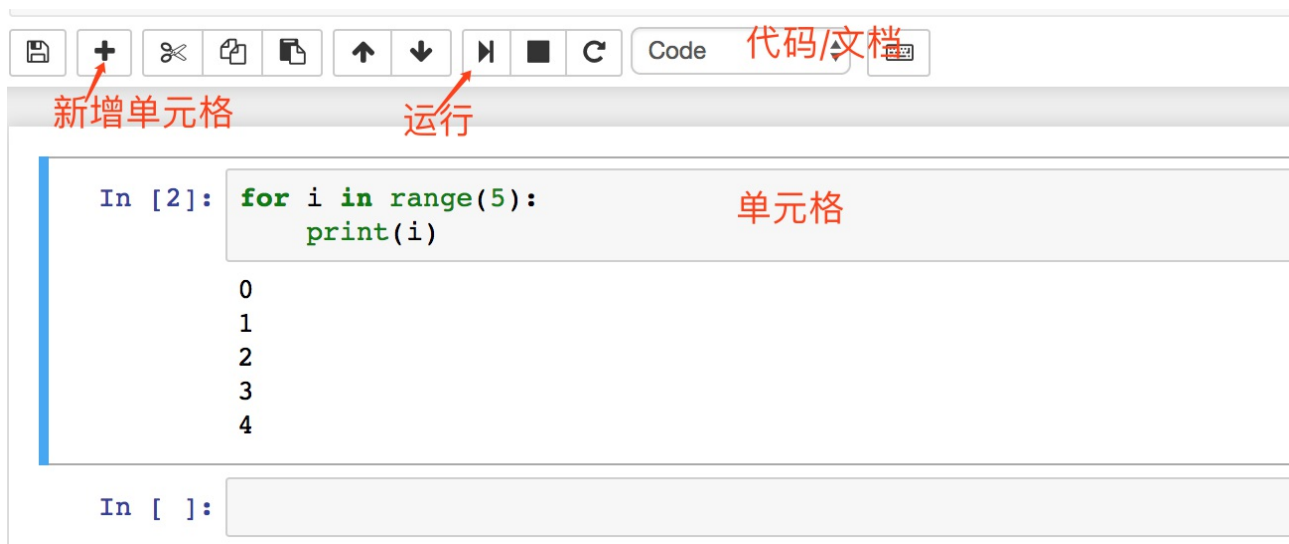 Code 代码/文档
新增单元格
运行
In [2]: for i in range(5):
print(i)
单元格
0
1
2
3
4
In [ ]: